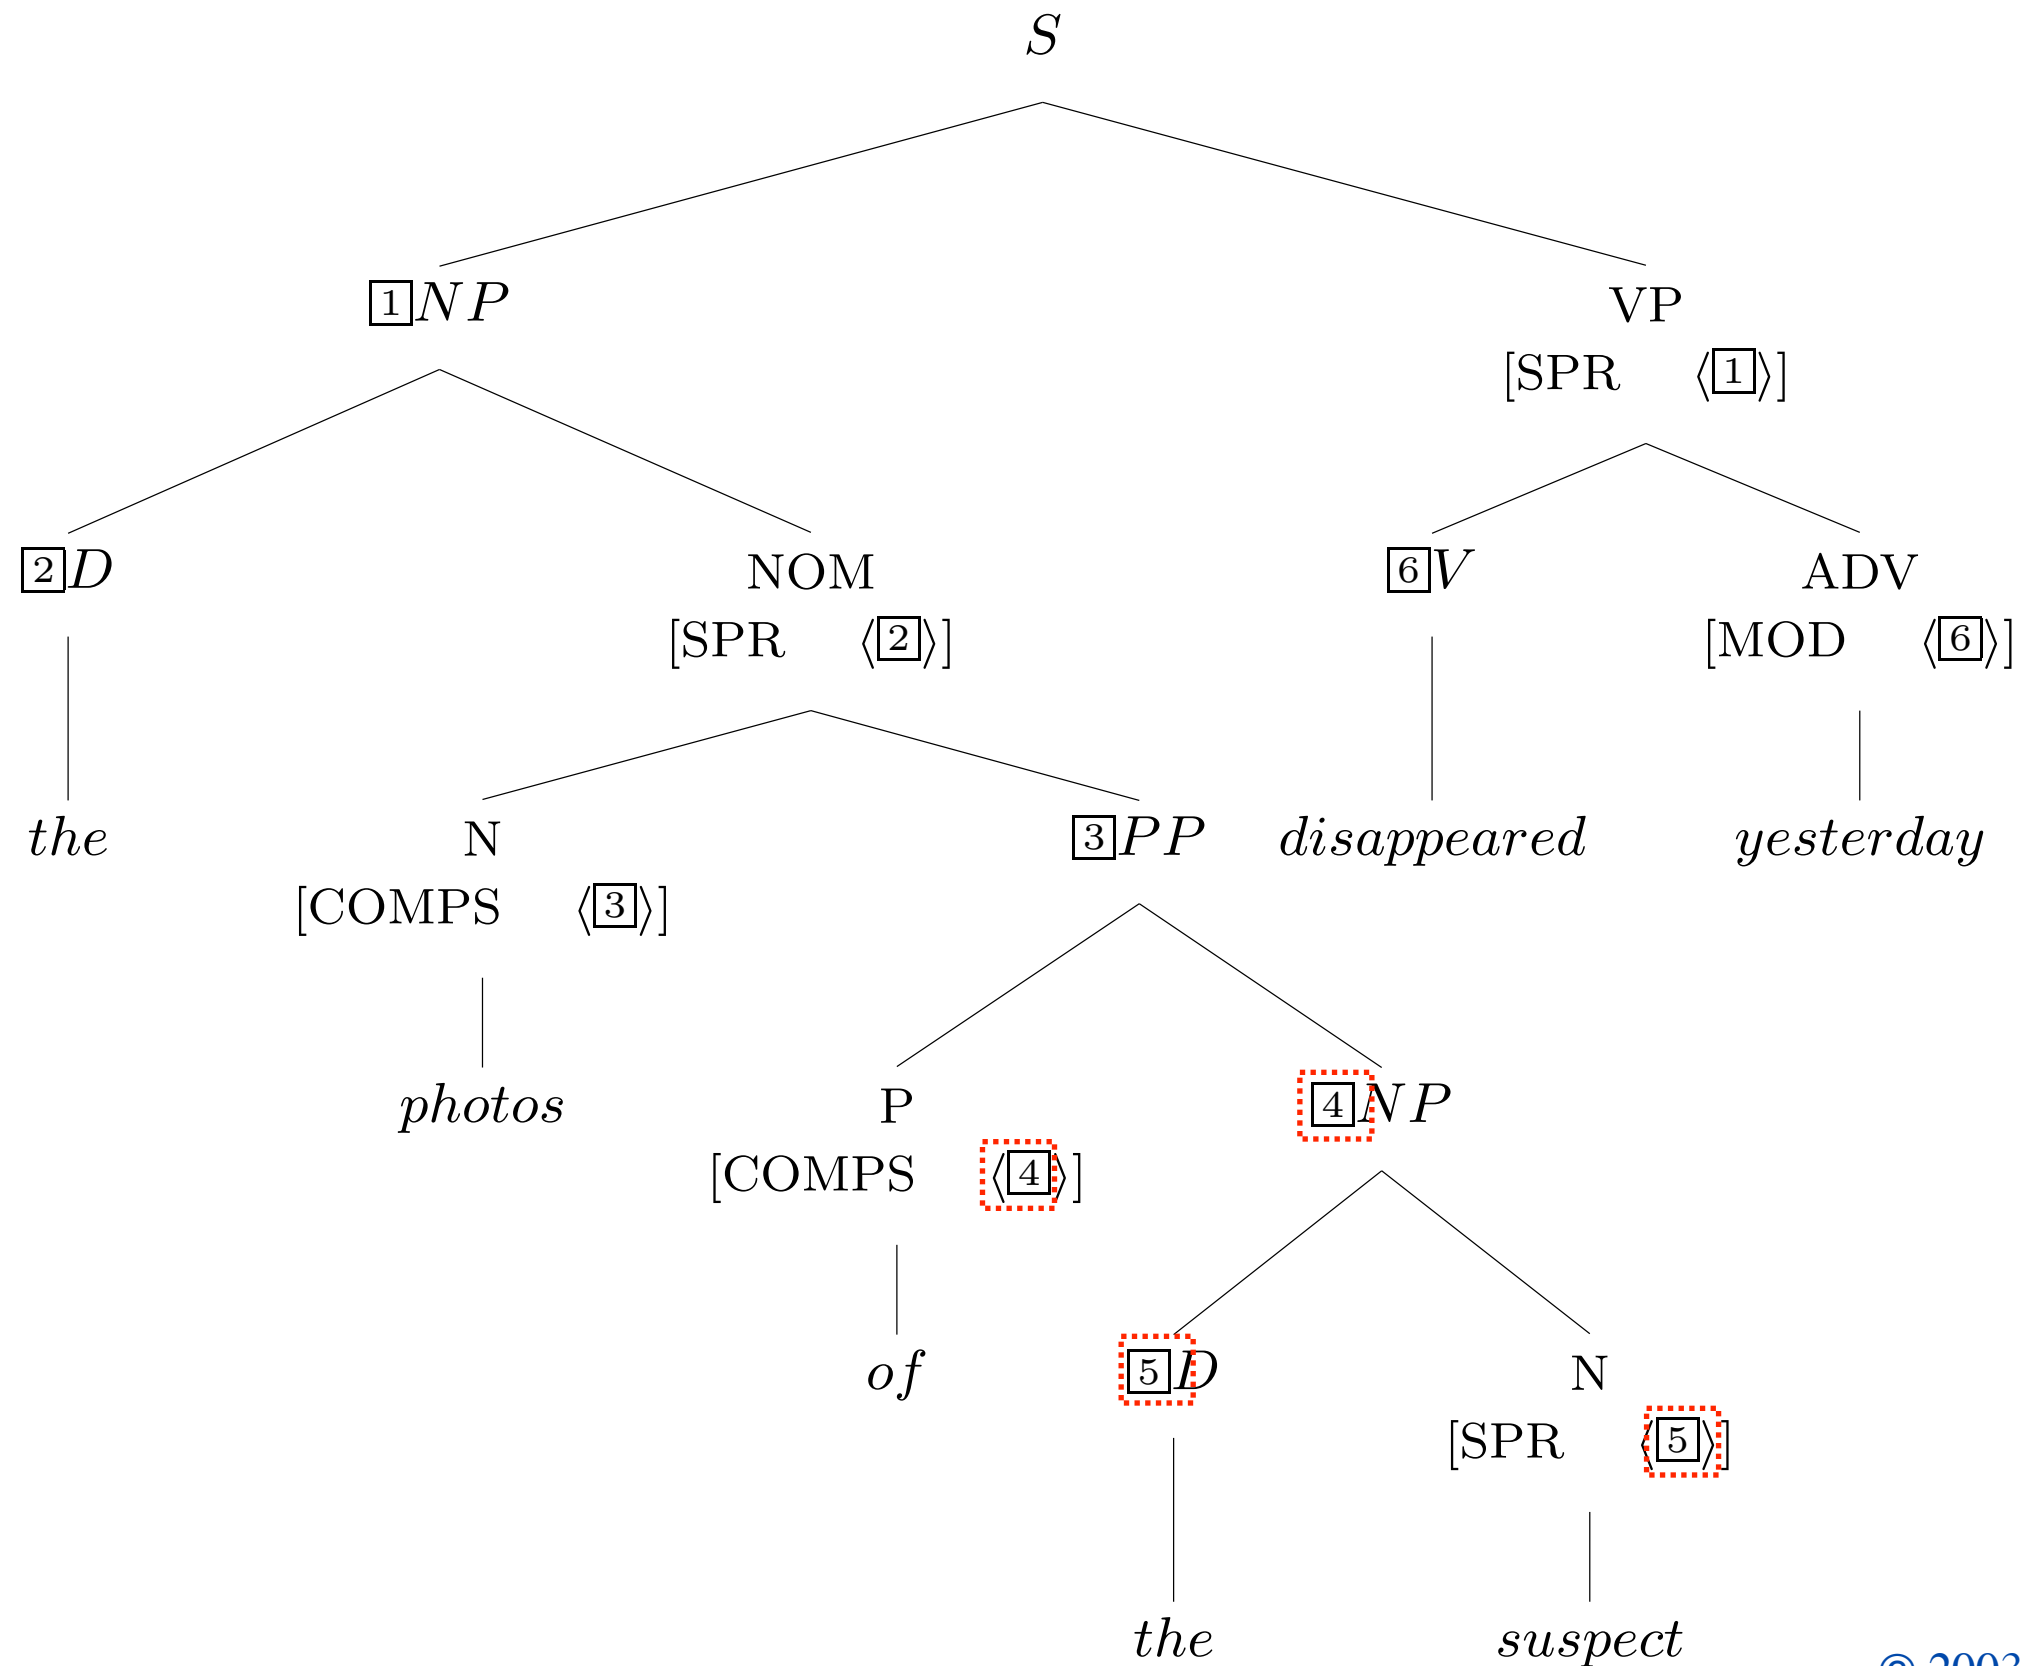 S
1 NP VP
[SPR ⟨1⟩]
2 D NOM 6 V ADV
[SPR ⟨2⟩] [MOD ⟨6⟩]
the N 3 PP disappeared yesterday
[COMPS ⟨3⟩]
photos P 4 NP
[COMPS ⟨4⟩]
of 5 D N
[SPR ⟨5⟩]
the suspect
© 2003